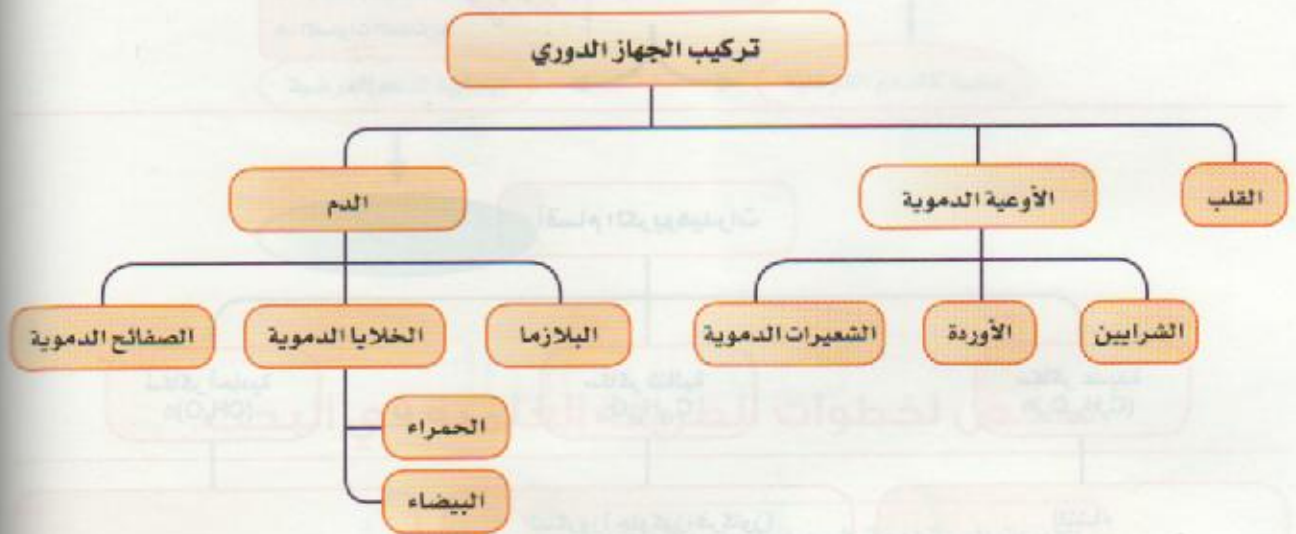 تركيب الجهاز الدوري
القلب
الأوعية الدموية
الدم
الشرايين
الأوردة
الشعيرات الدموية
البلازما
الخلايا الدموية
الصفائح الدموية
الحمراء
البيضاء